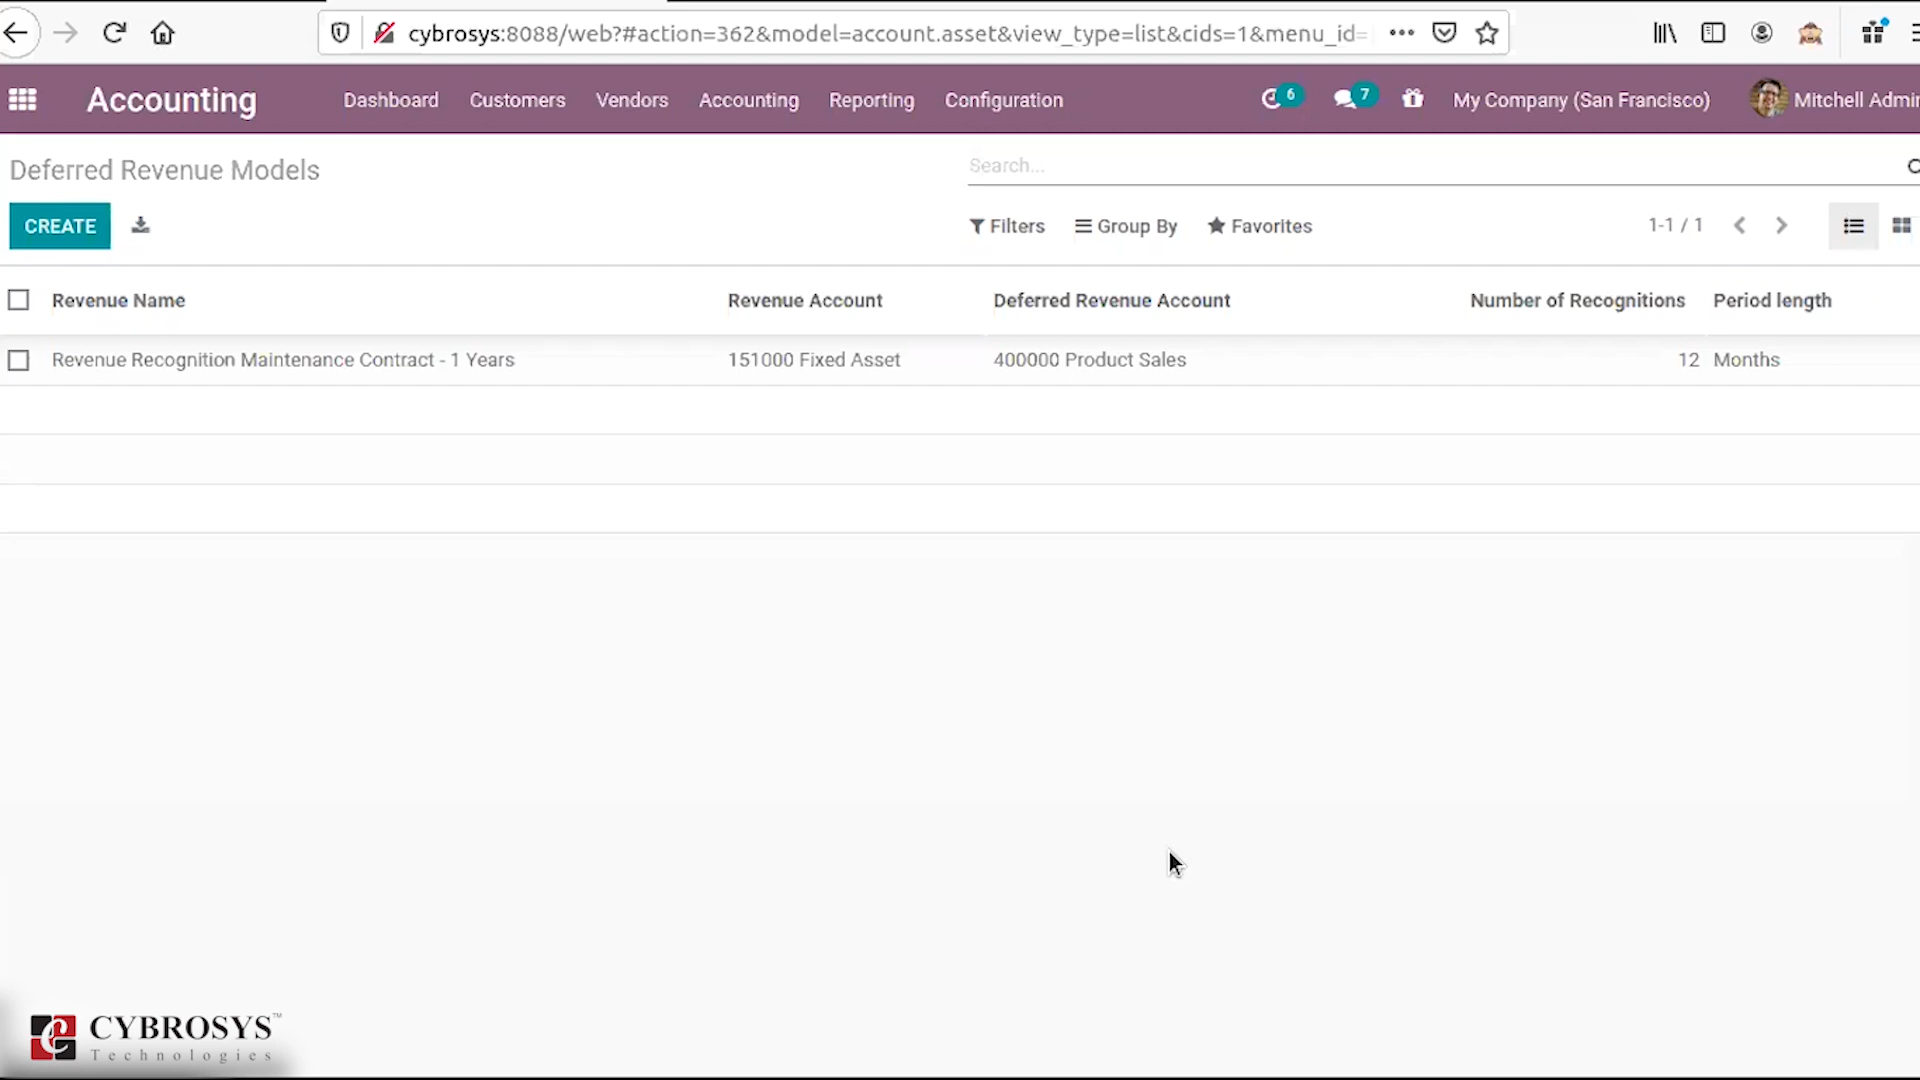 cybrosys:8088/web?#action=362&model=account.asset&view_type=list&cids=1&menu_id=
Accounting Dashboard Customers Vendors Accounting Reporting Configuration 6 7 My Company (San Francisco) Mitchell Admin
Deferred Revenue Models Search...
CREATE Filters Group By Favorites 1-1 / 1
Revenue Name Revenue Account Deferred Revenue Account Number of Recognitions Period length
Revenue Recognition Maintenance Contract - 1 Years 151000 Fixed Asset 400000 Product Sales 12 Months
CYBROSYS™
Technologies